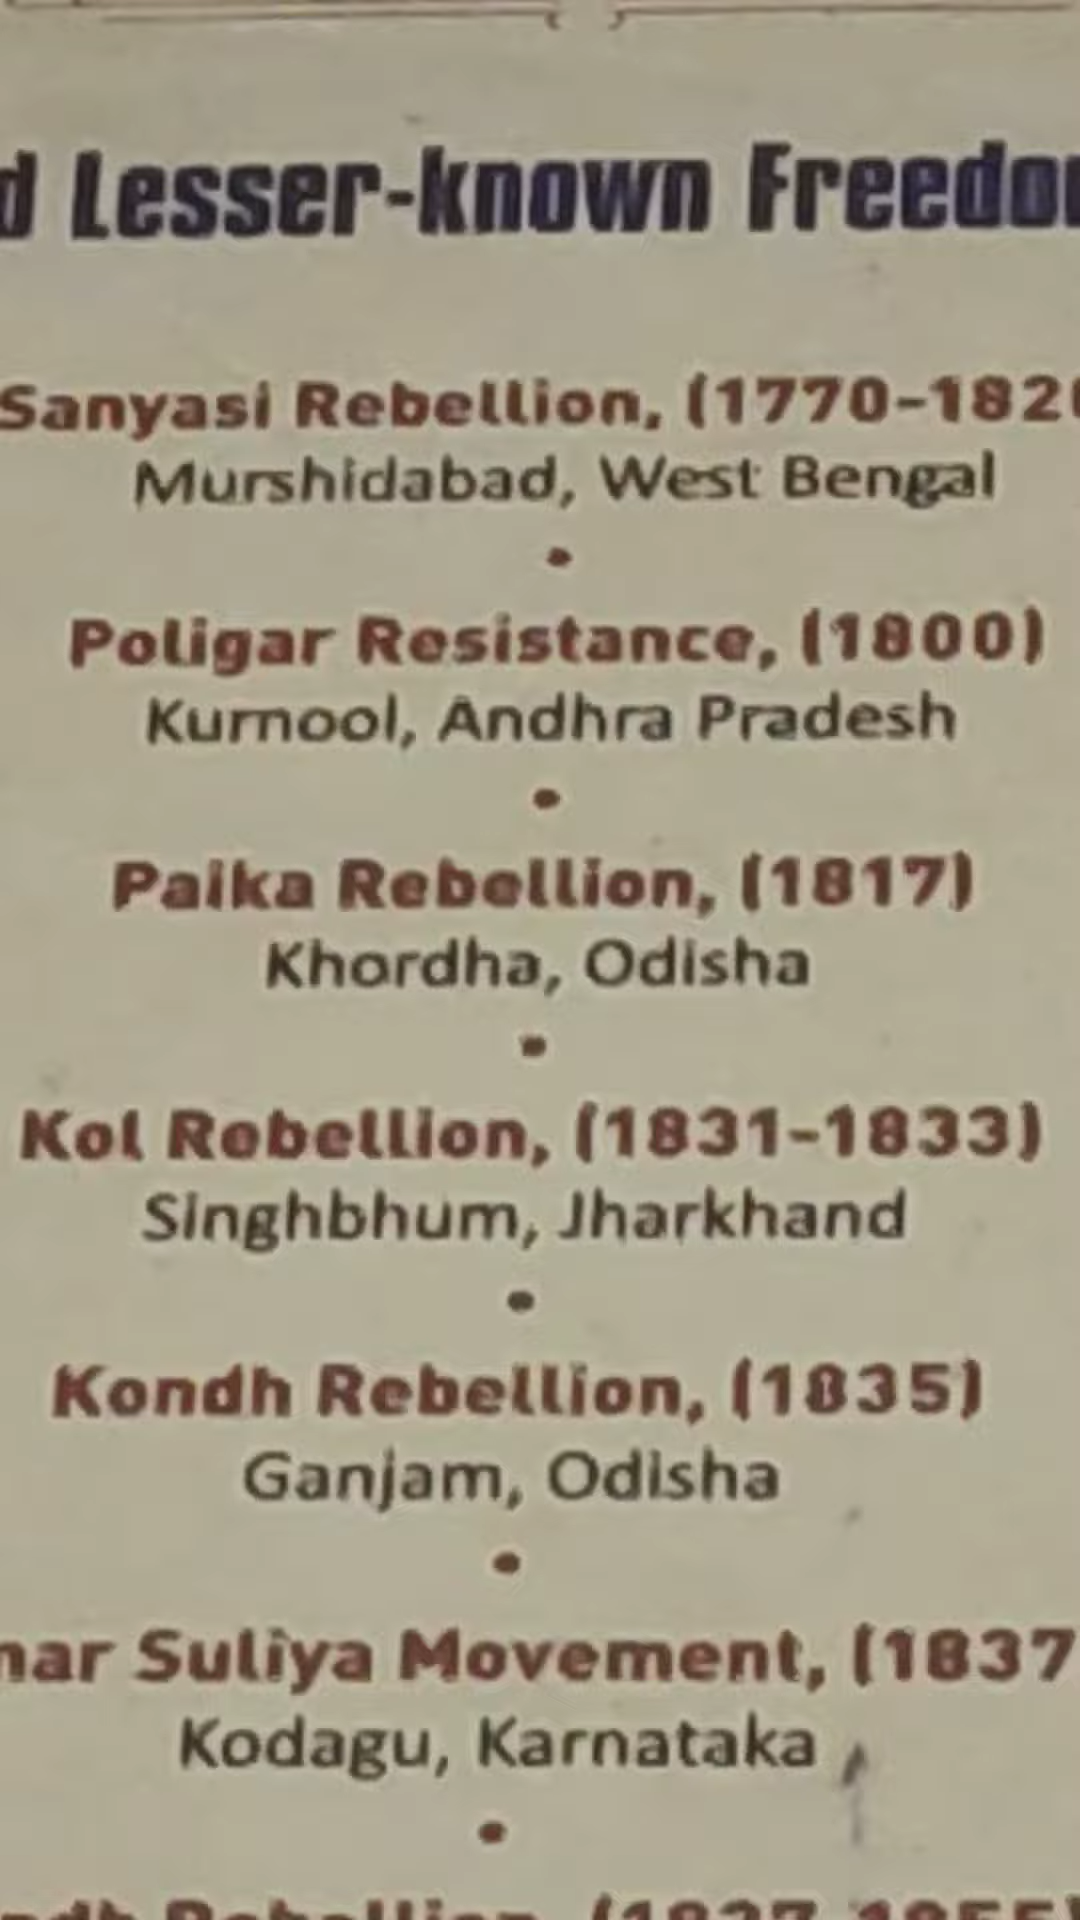 d Lesser-known Freedo
Sanyasi Rebellion, (1770-182
Murshidabad, West Bengal
•
Poligar Resistance, (1800)
Kurnool, Andhra Pradesh
•
Paika Rebellion, (1817)
Khordha, Odisha
•
Kol Rebellion, (1831-1833)
Singhbhum, Jharkhand
•
Kondh Rebellion, (1835)
Ganjam, Odisha
•
mar Suliya Movement, (1837
Kodagu, Karnataka
•